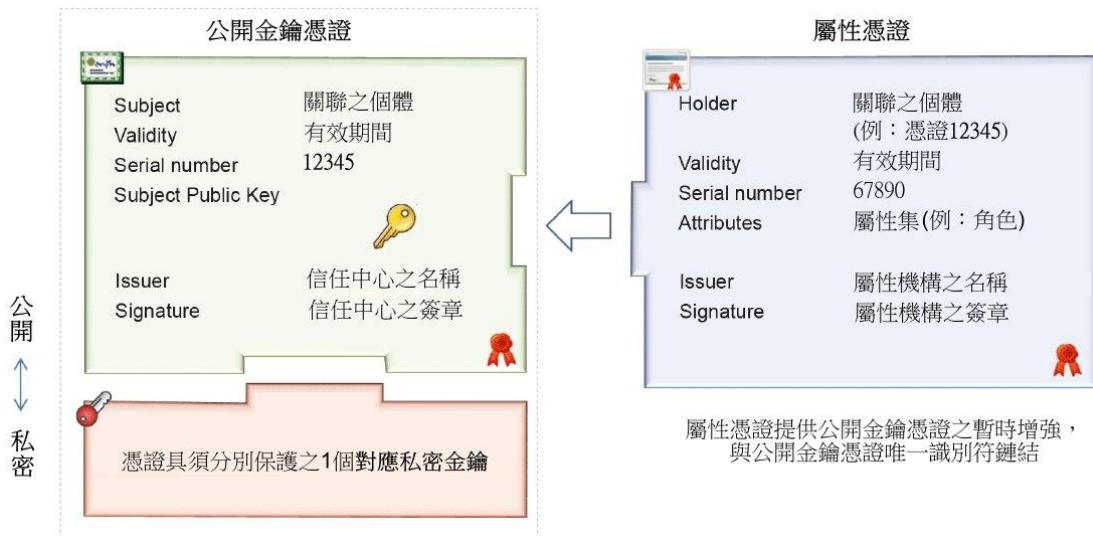 公開金鑰憑證
Subject 關聯之個體
Validity 有效期間
Serial number 12345
Subject Public Key
Issuer 信任中心之名稱
Signature 信任中心之簽章
公開
私密
憑證具須分別保護之1個對應私密金鑰
屬性憑證
Holder 關聯之個體
(例：憑證12345)
Validity 有效期間
Serial number 67890
Attributes 屬性集(例：角色)
Issuer 屬性機構之名稱
Signature 屬性機構之簽章
屬性憑證提供公開金鑰憑證之暫時增強，
與公開金鑰憑證唯一識別符鏈結